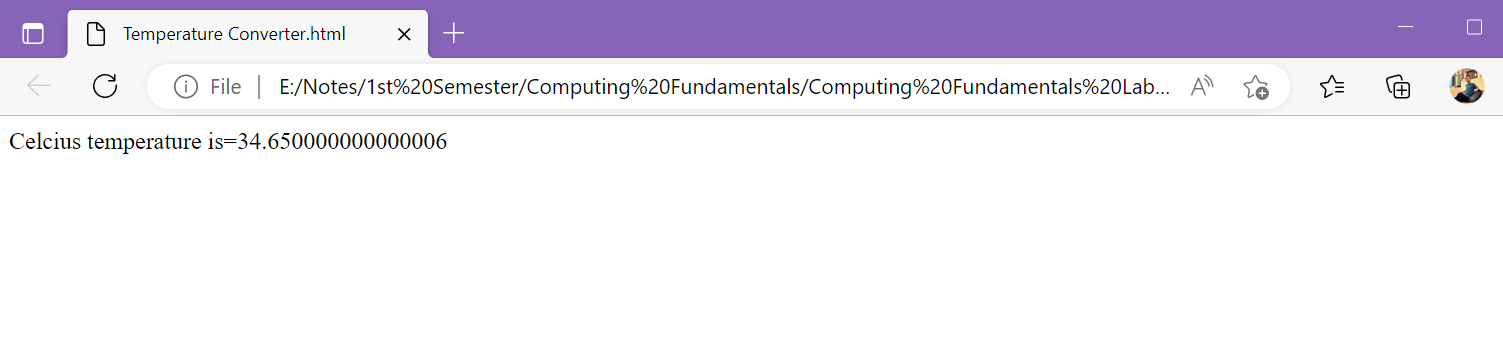 Temperature Converter.html
File | E:/Notes/1st%20Semester/Computing%20Fundamentals/Computing%20Fundamentals%20Lab...
Celcius temperature is=34.650000000000006